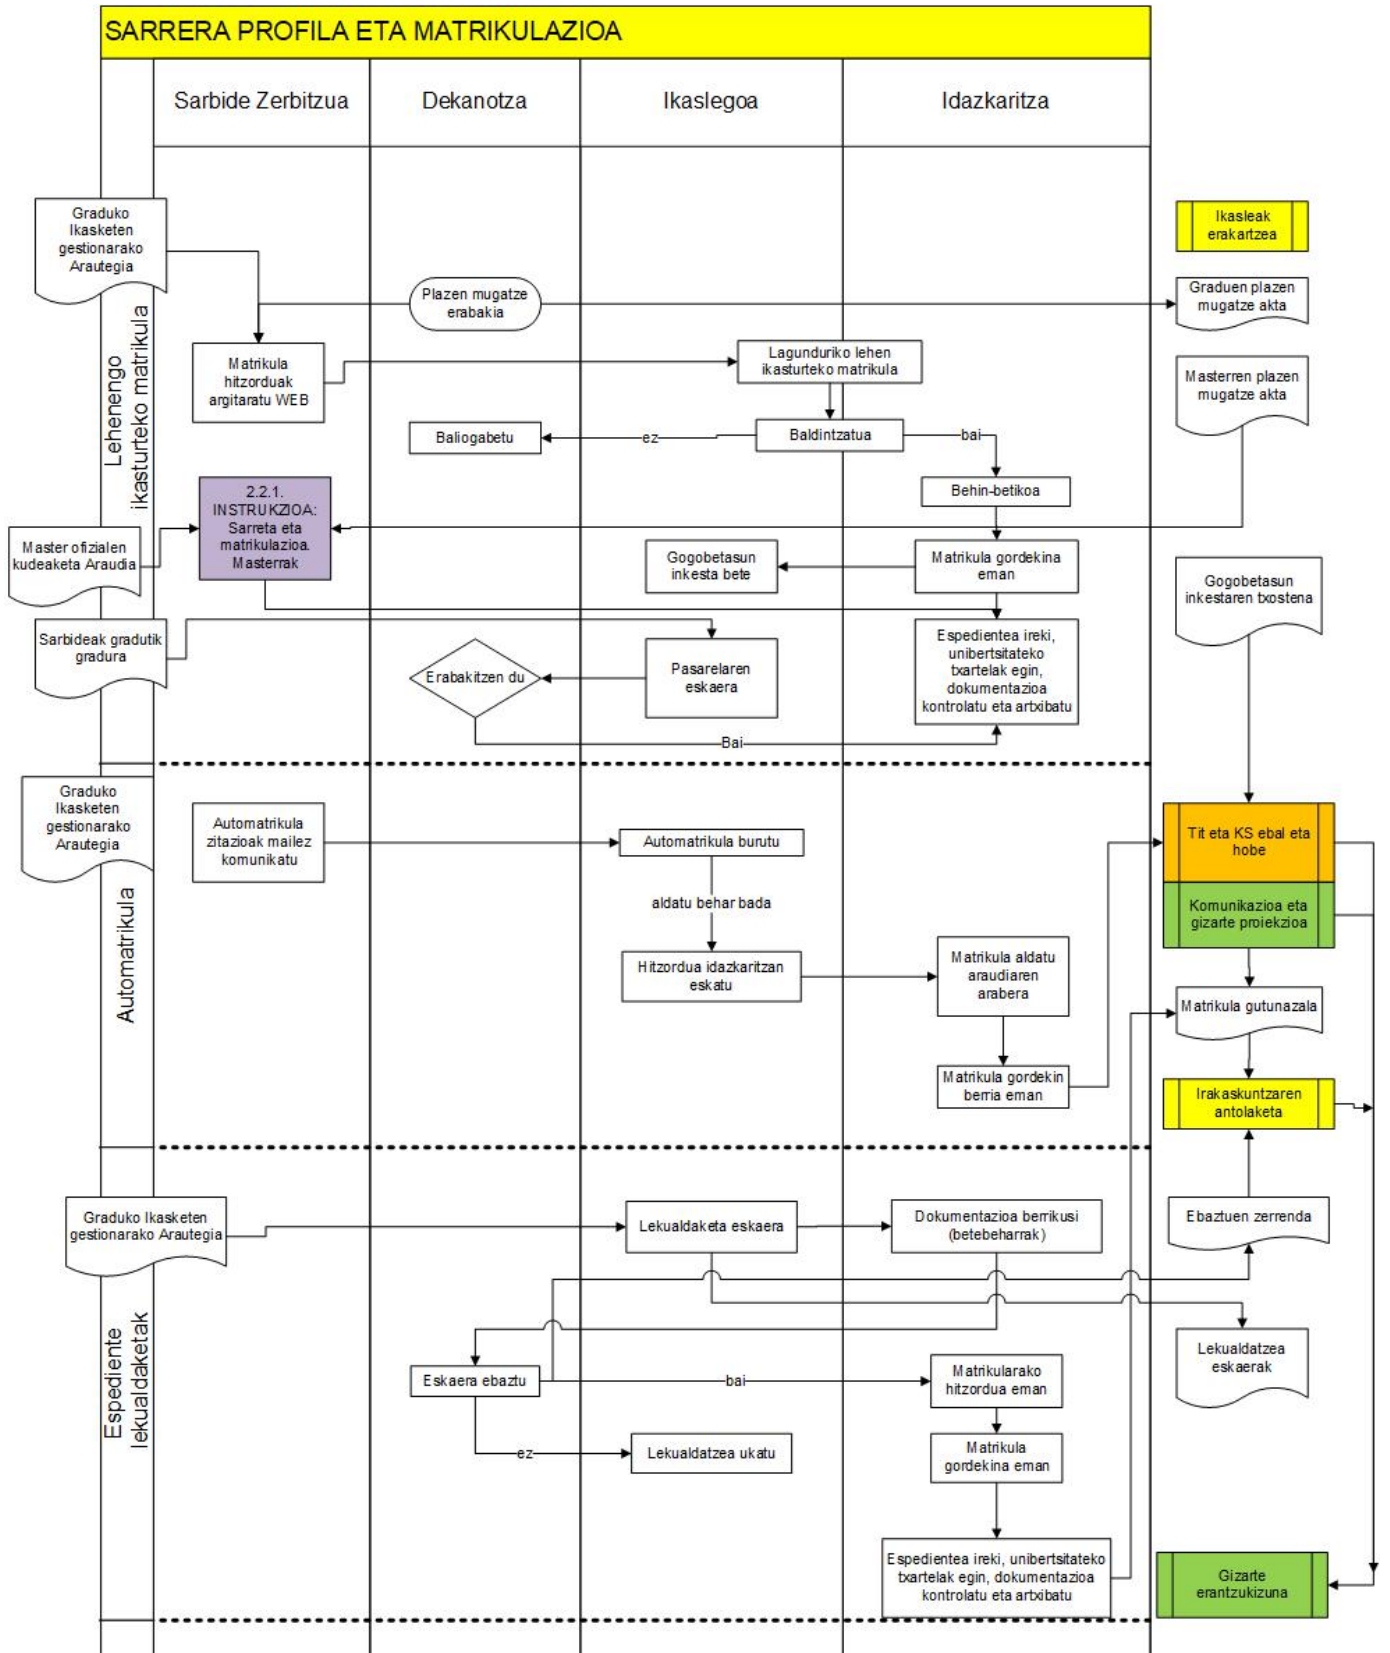 SARRERA PROFILA ETA MATRIKULAZIOA
Sarbide Zerbitzua
Dekanotza
Ikaslegoa
Idazkaritza
Lehenengo
ikasturteko matrikula
Graduko
Ikasketen
gestionarako
Arautegia
Ikasleak
erakartzea
Plazen mugatze
erabakia
Graduen plazen
mugatze akta
Matrikula
hitzorduak
argitaratu WEB
Lagunduriko lehen
ikasturteko matrikula
Masterren plazen
mugatze akta
Baliogabetu
ez
Baldintzatua
bai
Behin-betikoa
2.2.1.
INSTRUKZIOA:
Sarreta eta
matrikulazioa.
Masterrak
Master ofizialen
kudeaketa Araudia
Gogobetasun
inkesta bete
Matrikula gordekina
eman
Gogobetasun
inkestaren txostena
Sarbideak gradutik
gradura
Erabakitzen du
Pasarelaren
eskaera
Espedientea ireki,
unibertsitateko
txartelak egin,
dokumentazioa
kontrolatu eta artxibatu
Bai
Automatrikula
Graduko
Ikasketen
gestionarako
Arautegia
Automatrikula
zitazioak mailez
komunikatu
Automatrikula burutu
Tit eta KS ebal eta
hobe
aldatu behar bada
Komunikazioa eta
gizarte proiekzioa
Hitzordua idazkaritzan
eskatu
Matrikula aldatu
araudiaren
arabera
Matrikula gutunazala
Matrikula gordekin
berria eman
Irakaskuntzaren
antolaketa
Espediente
lekualdaketak
Graduko Ikasketen
gestionarako Arautegia
Lekualdaketa eskaera
Dokumentazioa berrikusi
(betebeharrak)
Ebaztuen zerrenda
Eskaera ebaztu
bai
Matrikularako
hitzordua eman
Lekualdatzea
eskaerak
ez
Lekualdatzea ukatu
Matrikula
gordekina eman
Espedientea ireki, unibertsitateko
txartelak egin, dokumentazioa
kontrolatu eta artxibatu
Gizarte
erantzukizuna